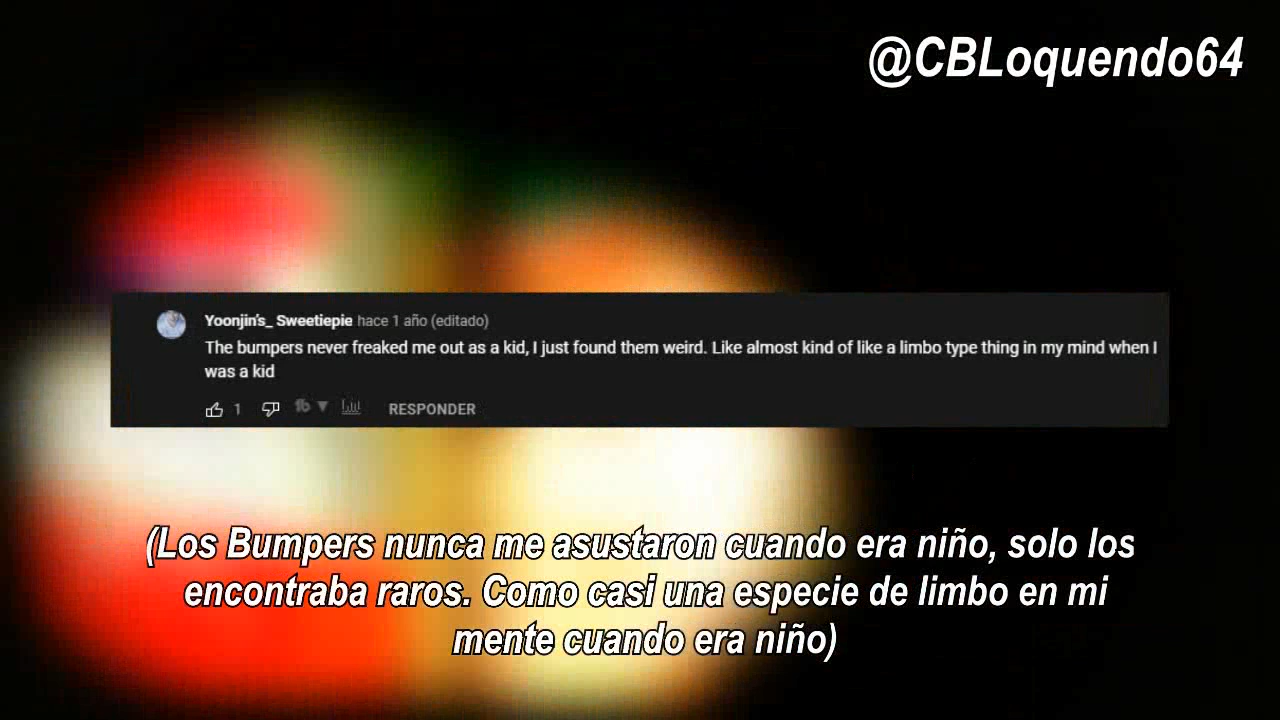 @CBLoquendo64
Yoonjin's_ Sweetiepie hace 1 año (editado)
The bumpers never freaked me out as a kid, I just found them weird. Like almost kind of like a limbo type thing in my mind when I
was a kid
1 RESPONDER
(Los Bumpers nunca me asustaron cuando era niño, solo los
encontraba raros. Como casi una especie de limbo en mi
mente cuando era niño)